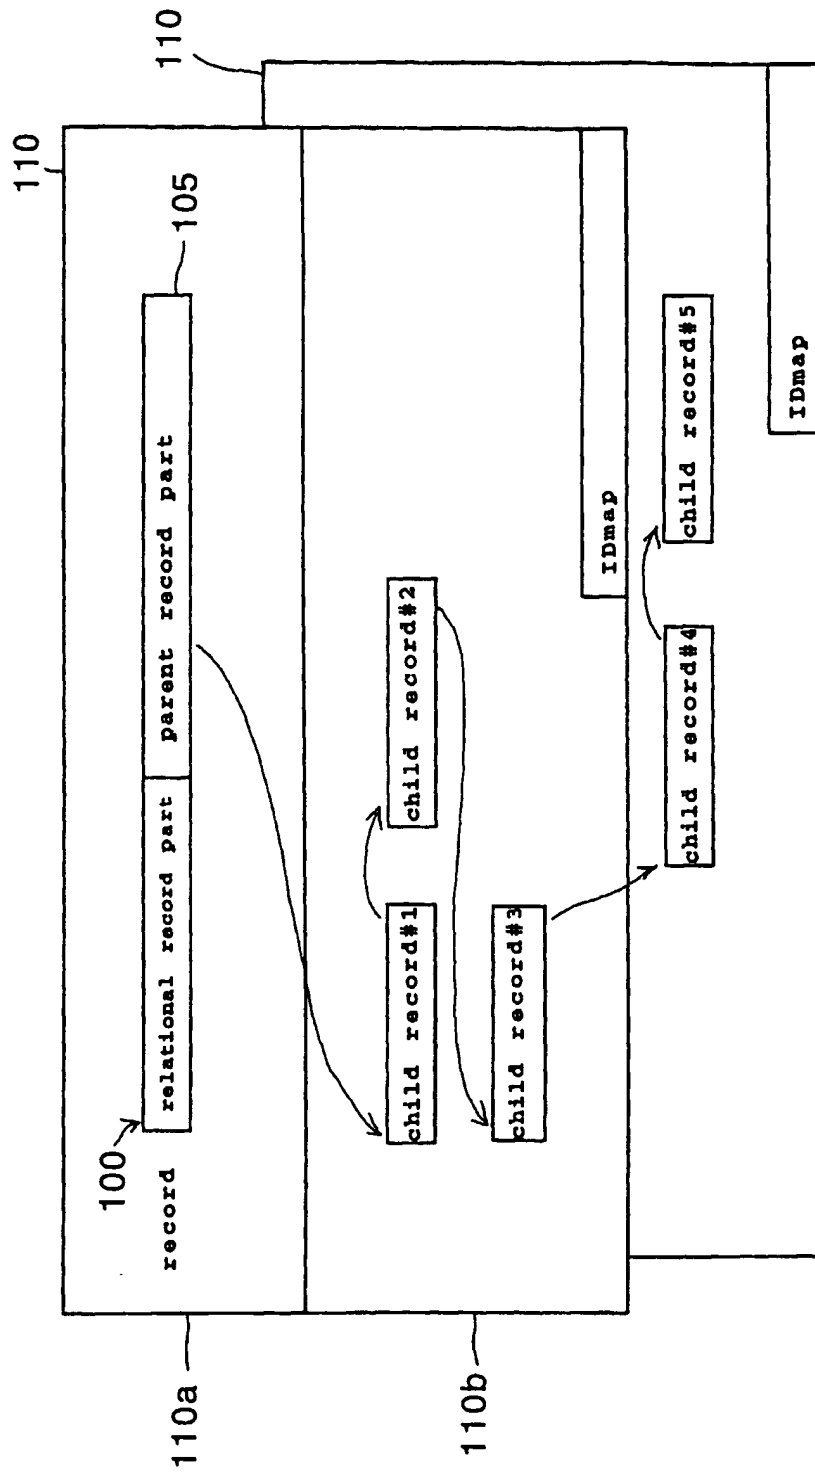 110
110
105
100
record
relational record part
parent record part
110a
child record#1
child record#2
110b
child record#3
IDmap
child record#4
child record#5
IDmap